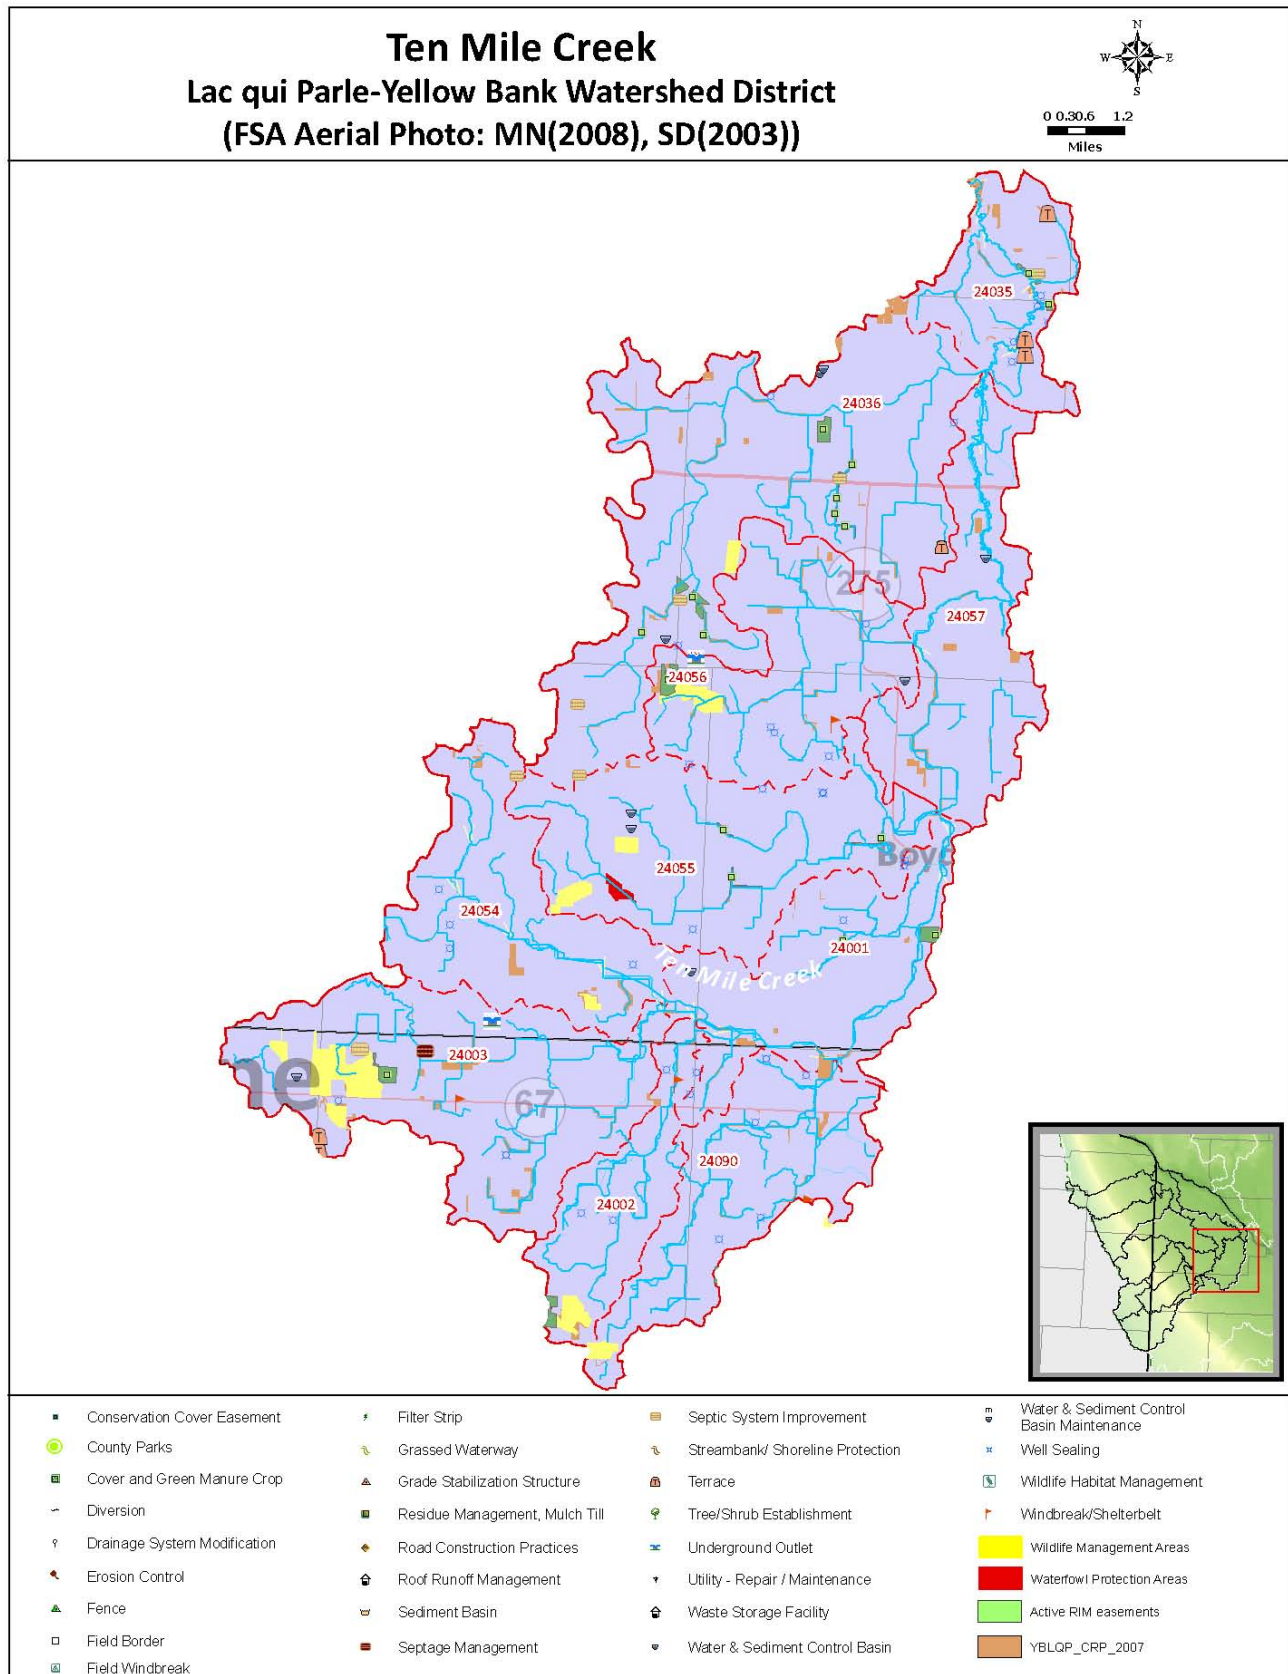 Ten Mile Creek
Lac qui Parle-Yellow Bank Watershed District
(FSA Aerial Photo: MN(2008), SD(2003))
N
W
E
S
0 0.30.6 1.2
Miles
24035
24036
275
24057
24056
Boyd
24055
24054
24001
Ten Mile Creek
24003
ne
67
24090
24002
Conservation Cover Easement
County Parks
Cover and Green Manure Crop
Diversion
Drainage System Modification
Erosion Control
Fence
Field Border
Field Windbreak
Filter Strip
Grassed Waterway
Grade Stabilization Structure
Residue Management, Mulch Till
Road Construction Practices
Roof Runoff Management
Sediment Basin
Septage Management
Septic System Improvement
Streambank/ Shoreline Protection
Terrace
Tree/Shrub Establishment
Underground Outlet
Utility - Repair / Maintenance
Waste Storage Facility
Water & Sediment Control Basin
Water & Sediment Control
Basin Maintenance
Well Sealing
Wildlife Habitat Management
Windbreak/Shelterbelt
Wildlife Management Areas
Waterfowl Protection Areas
Active RIM easements
YBLQP_CRP_2007